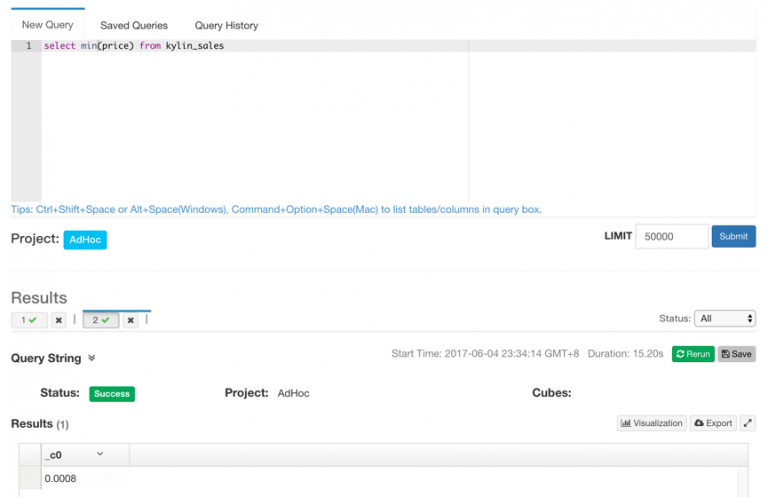 New Query Saved Queries Query History
1 select min(price) from kylin_sales
Tips: Ctrl+Shift+Space or Alt+Space(Windows), Command+Option+Space(Mac) to list tables/columns in query box.
Project: AdHoc LIMIT 50000 Submit
Results
1 ✔ ✖ | 2 ✔ ✖ | Status: All
Query String Start Time: 2017-06-04 23:34:14 GMT+8 Duration: 15.20s Rerun Save
Status: Success Project: AdHoc Cubes:
Results (1) Visualization Export
_c0
0.0008